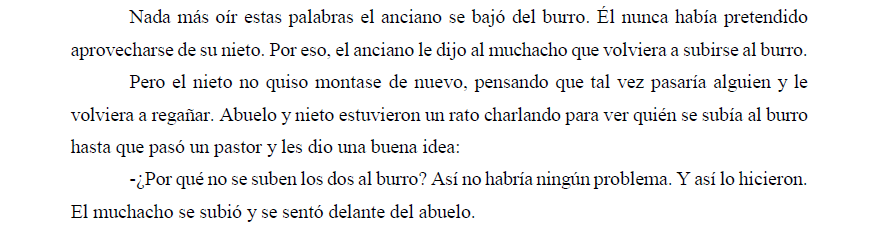 Nada más oír estas palabras el anciano se bajó del burro. Él nunca había pretendido
aprovecharse de su nieto. Por eso, el anciano le dijo al muchacho que volviera a subirse al burro.
Pero el nieto no quiso montase de nuevo, pensando que tal vez pasaría alguien y le
volviera a regañar. Abuelo y nieto estuvieron un rato charlando para ver quién se subía al burro
hasta que pasó un pastor y les dio una buena idea:
-¿Por qué no se suben los dos al burro? Así no habría ningún problema. Y así lo hicieron.
El muchacho se subió y se sentó delante del abuelo.